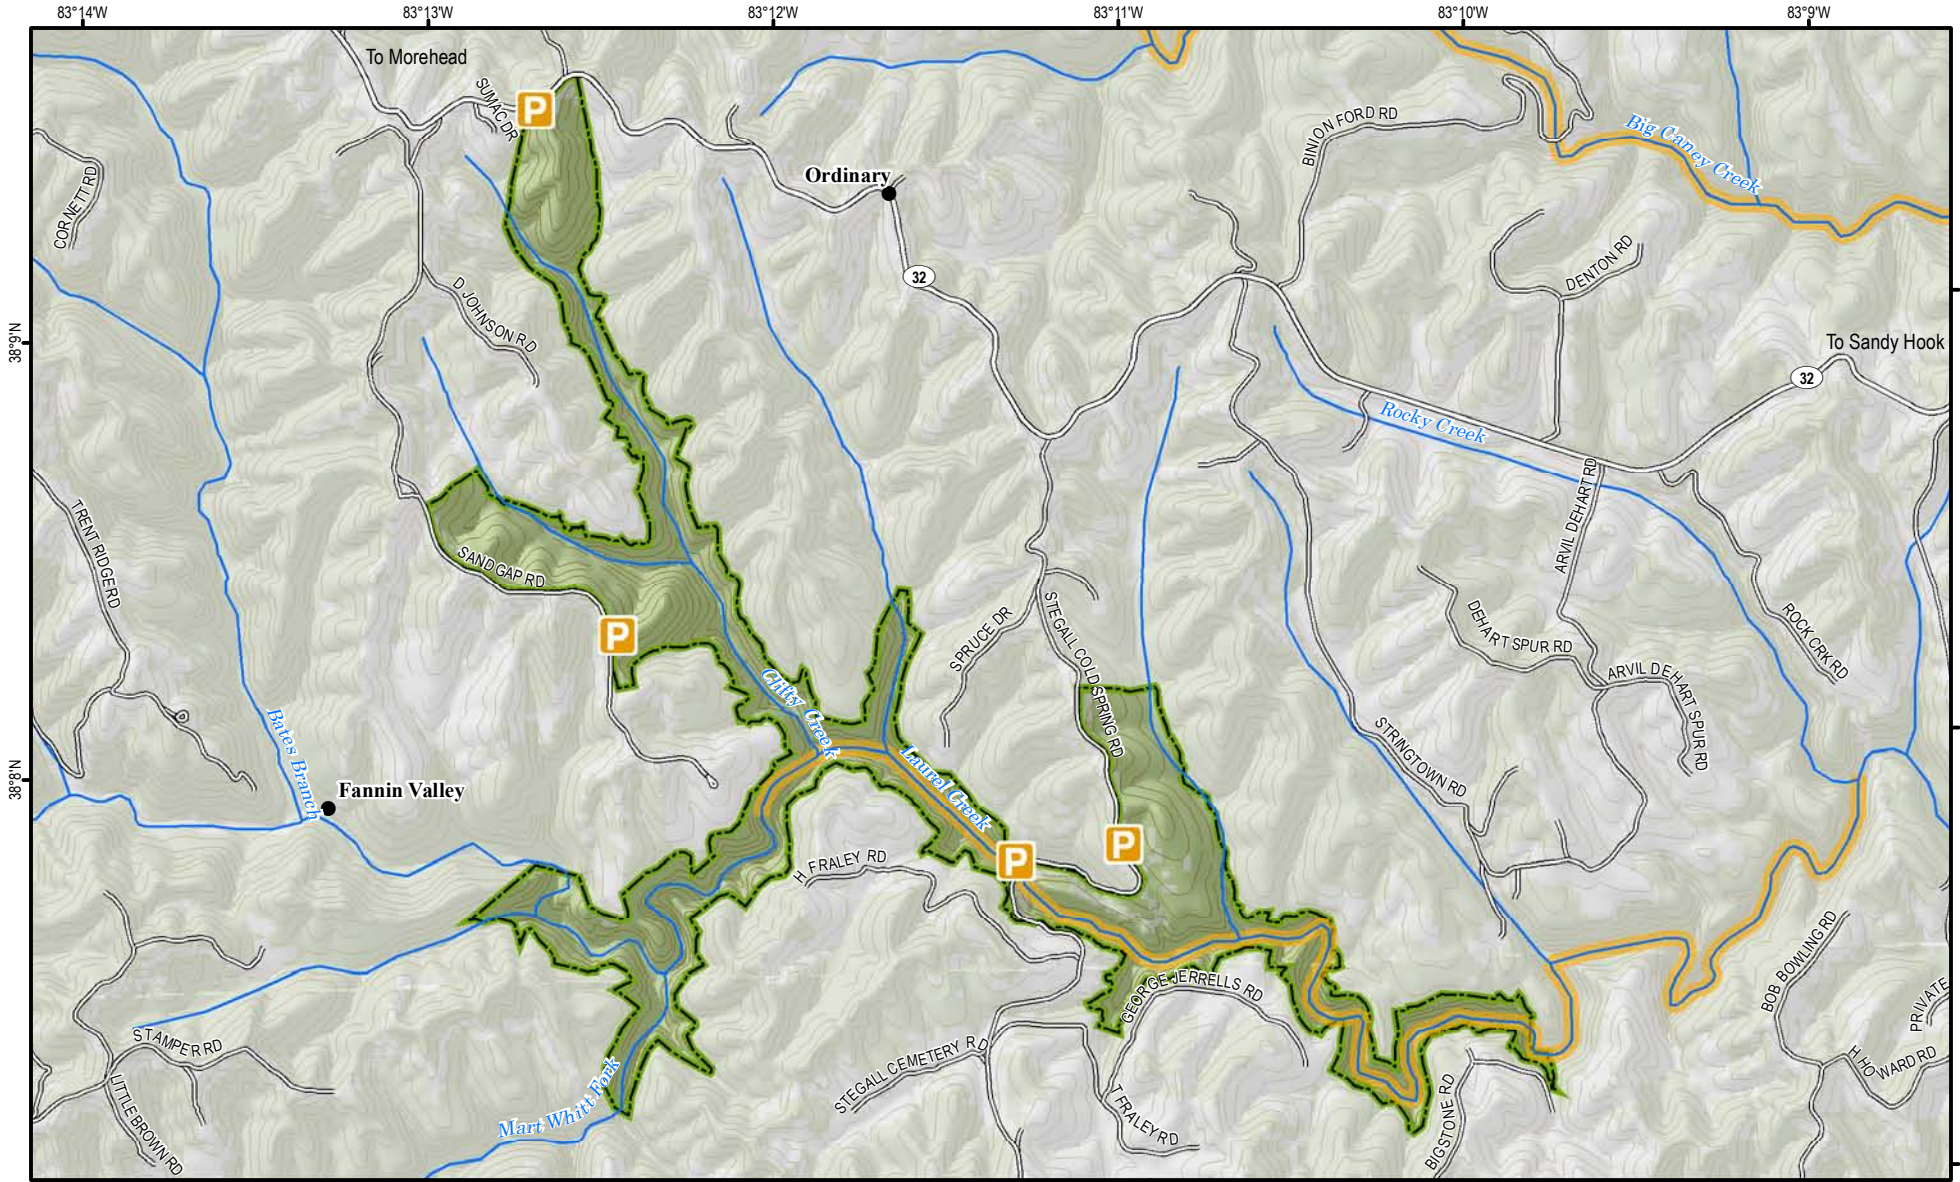 83°14'W
83°13'W
83°12'W
83°11'W
83°10'W
83°9'W
To Morehead
SUMAC DR
P
CORNETT RD
Ordinary
BINION FORD RD
Big Caney Creek
32
DENTON RD
D JOHNSON RD
38°9'N
To Sandy Hook
32
Rocky Creek
TRENT RIDGE RD
SANDGAP RD
ARVIL DEHART RD
P
SPRUCE DR
STEGALL COLD SPRING RD
DEHART SPUR RD
ROCK CRK RD
ARVIL DEHART SPUR RD
Clifty Creek
Bates Branch
STRINGTOWN RD
38°8'N
Fannin Valley
Laurel Creek
P
P
H FRALEY RD
BOB BOWLING RD
GEORGE JERRELLS RD
PRIVATE
STAMPER RD
STEGALL CEMETERY RD
H HOWARD RD
LITTLE BROWN RD
Mart Whitt Fork
T FRALEY RD
BIGSTONE RD